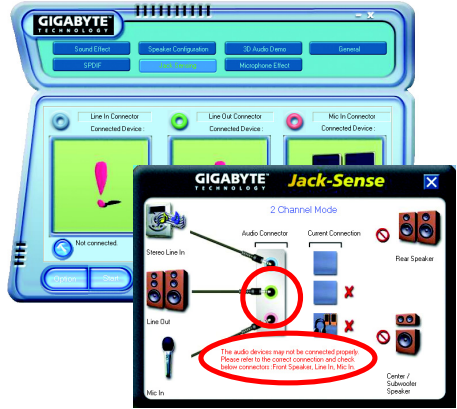 GIGABYTE™
TECHNOLOGY
Sound Effect
Speaker Configuration
3D Audio Demo
General
SPDIF
Jack Sensing
Microphone Effect
Line In Connector
Connected Device :
Line Out Connector
Connected Device :
Mic In Connector
Connected Device :
Not connected.
Option
Start
GIGABYTE™
TECHNOLOGY
Jack-Sense
X
2 Channel Mode
Audio Connector
Current Connection
Stereo Line In
Rear Speaker
Line Out
The audio devices may not be connected properly.
Please refer to the correct connection and check
below connectors : Front Speaker, Line In, Mic In.
Mic In
Center /
Subwoofer
Speaker